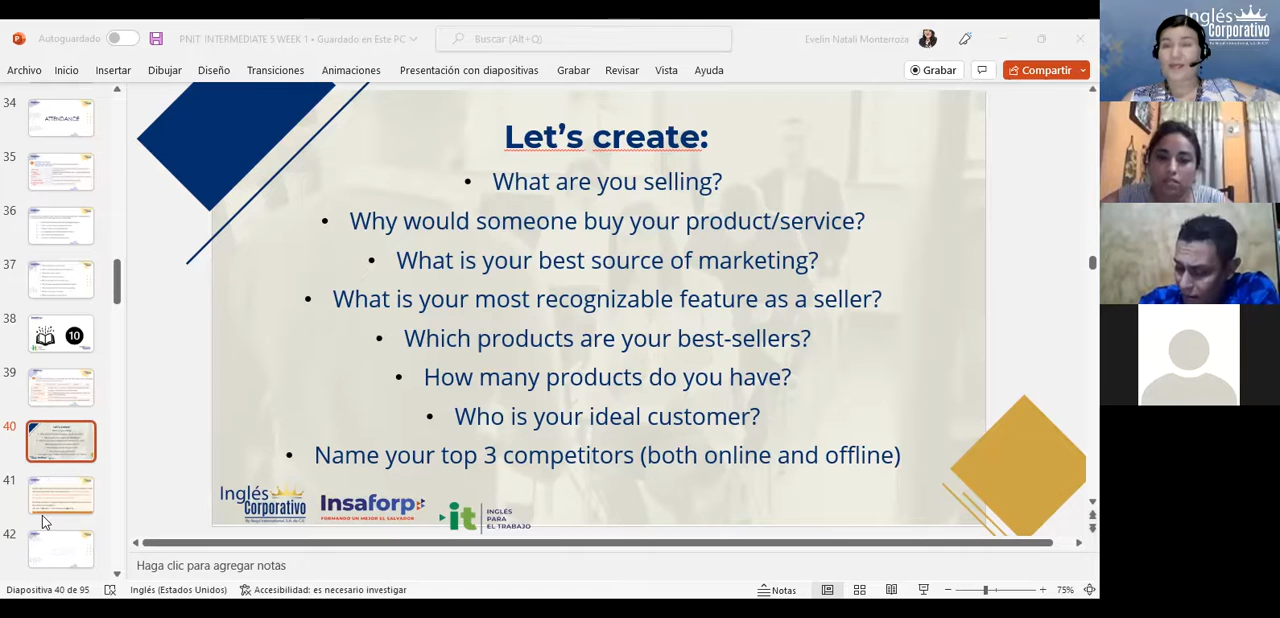 Autoguardado
PNIT INTERMEDIATE 5 WEEK 1 • Guardado en Este PC
Buscar (Alt+Q)
Evelin Natali Monterroza
Archivo
Inicio
Insertar
Dibujar
Diseño
Transiciones
Animaciones
Presentación con diapositivas
Grabar
Revisar
Vista
Ayuda
Grabar
Compartir
Inglés
Corporativo
34
ATTENDANCE
35
36
37
38
10
39
40
41
42
Let's create:
• What are you selling?
• Why would someone buy your product/service?
• What is your best source of marketing?
• What is your most recognizable feature as a seller?
• Which products are your best-sellers?
• How many products do you have?
• Who is your ideal customer?
• Name your top 3 competitors (both online and offline)
Inglés
Corporativo
Insaforp
FORMANDO UN MEJOR EL SALVADOR
it
INGLÉS
PARA
EL TRABAJO
Haga clic para agregar notas
Diapositiva 40 de 95
Inglés (Estados Unidos)
Accesibilidad: es necesario investigar
Notas
75%